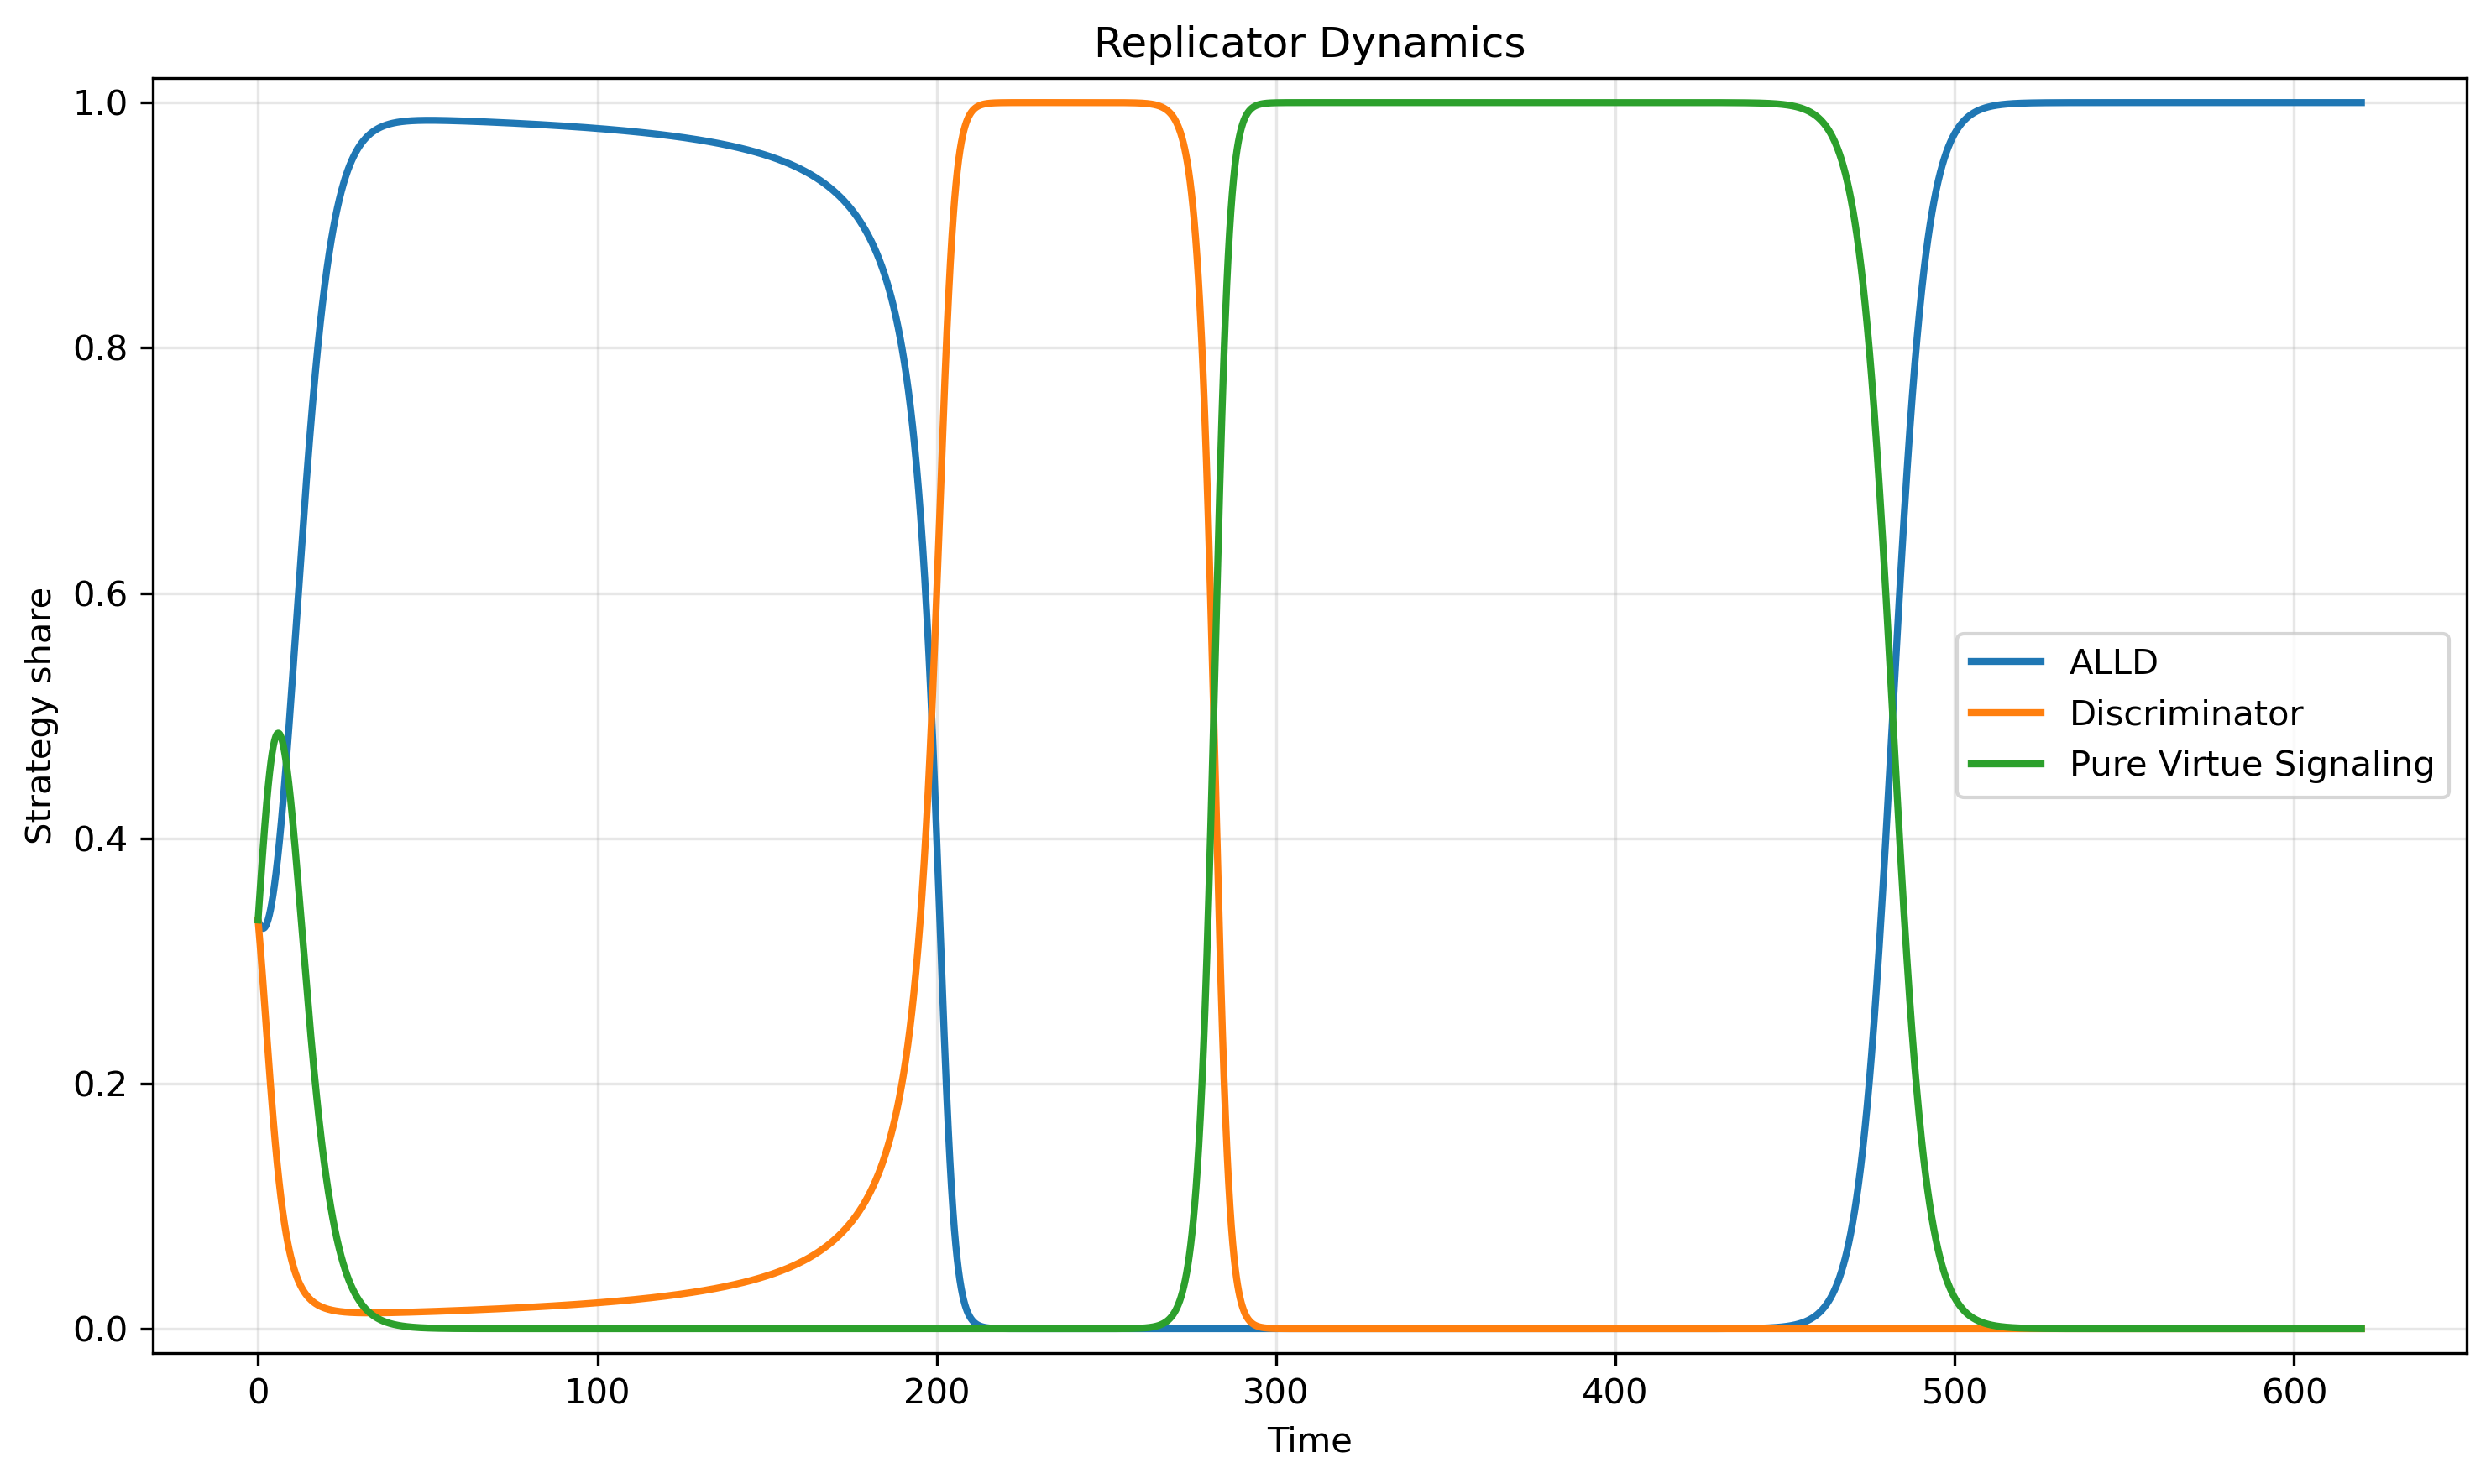 Replicator Dynamics
Strategy share
1.0
0.8
0.6
0.4
0.2
0.0
ALLD
Discriminator
Pure Virtue Signaling
0
100
200
300
400
500
600
Time